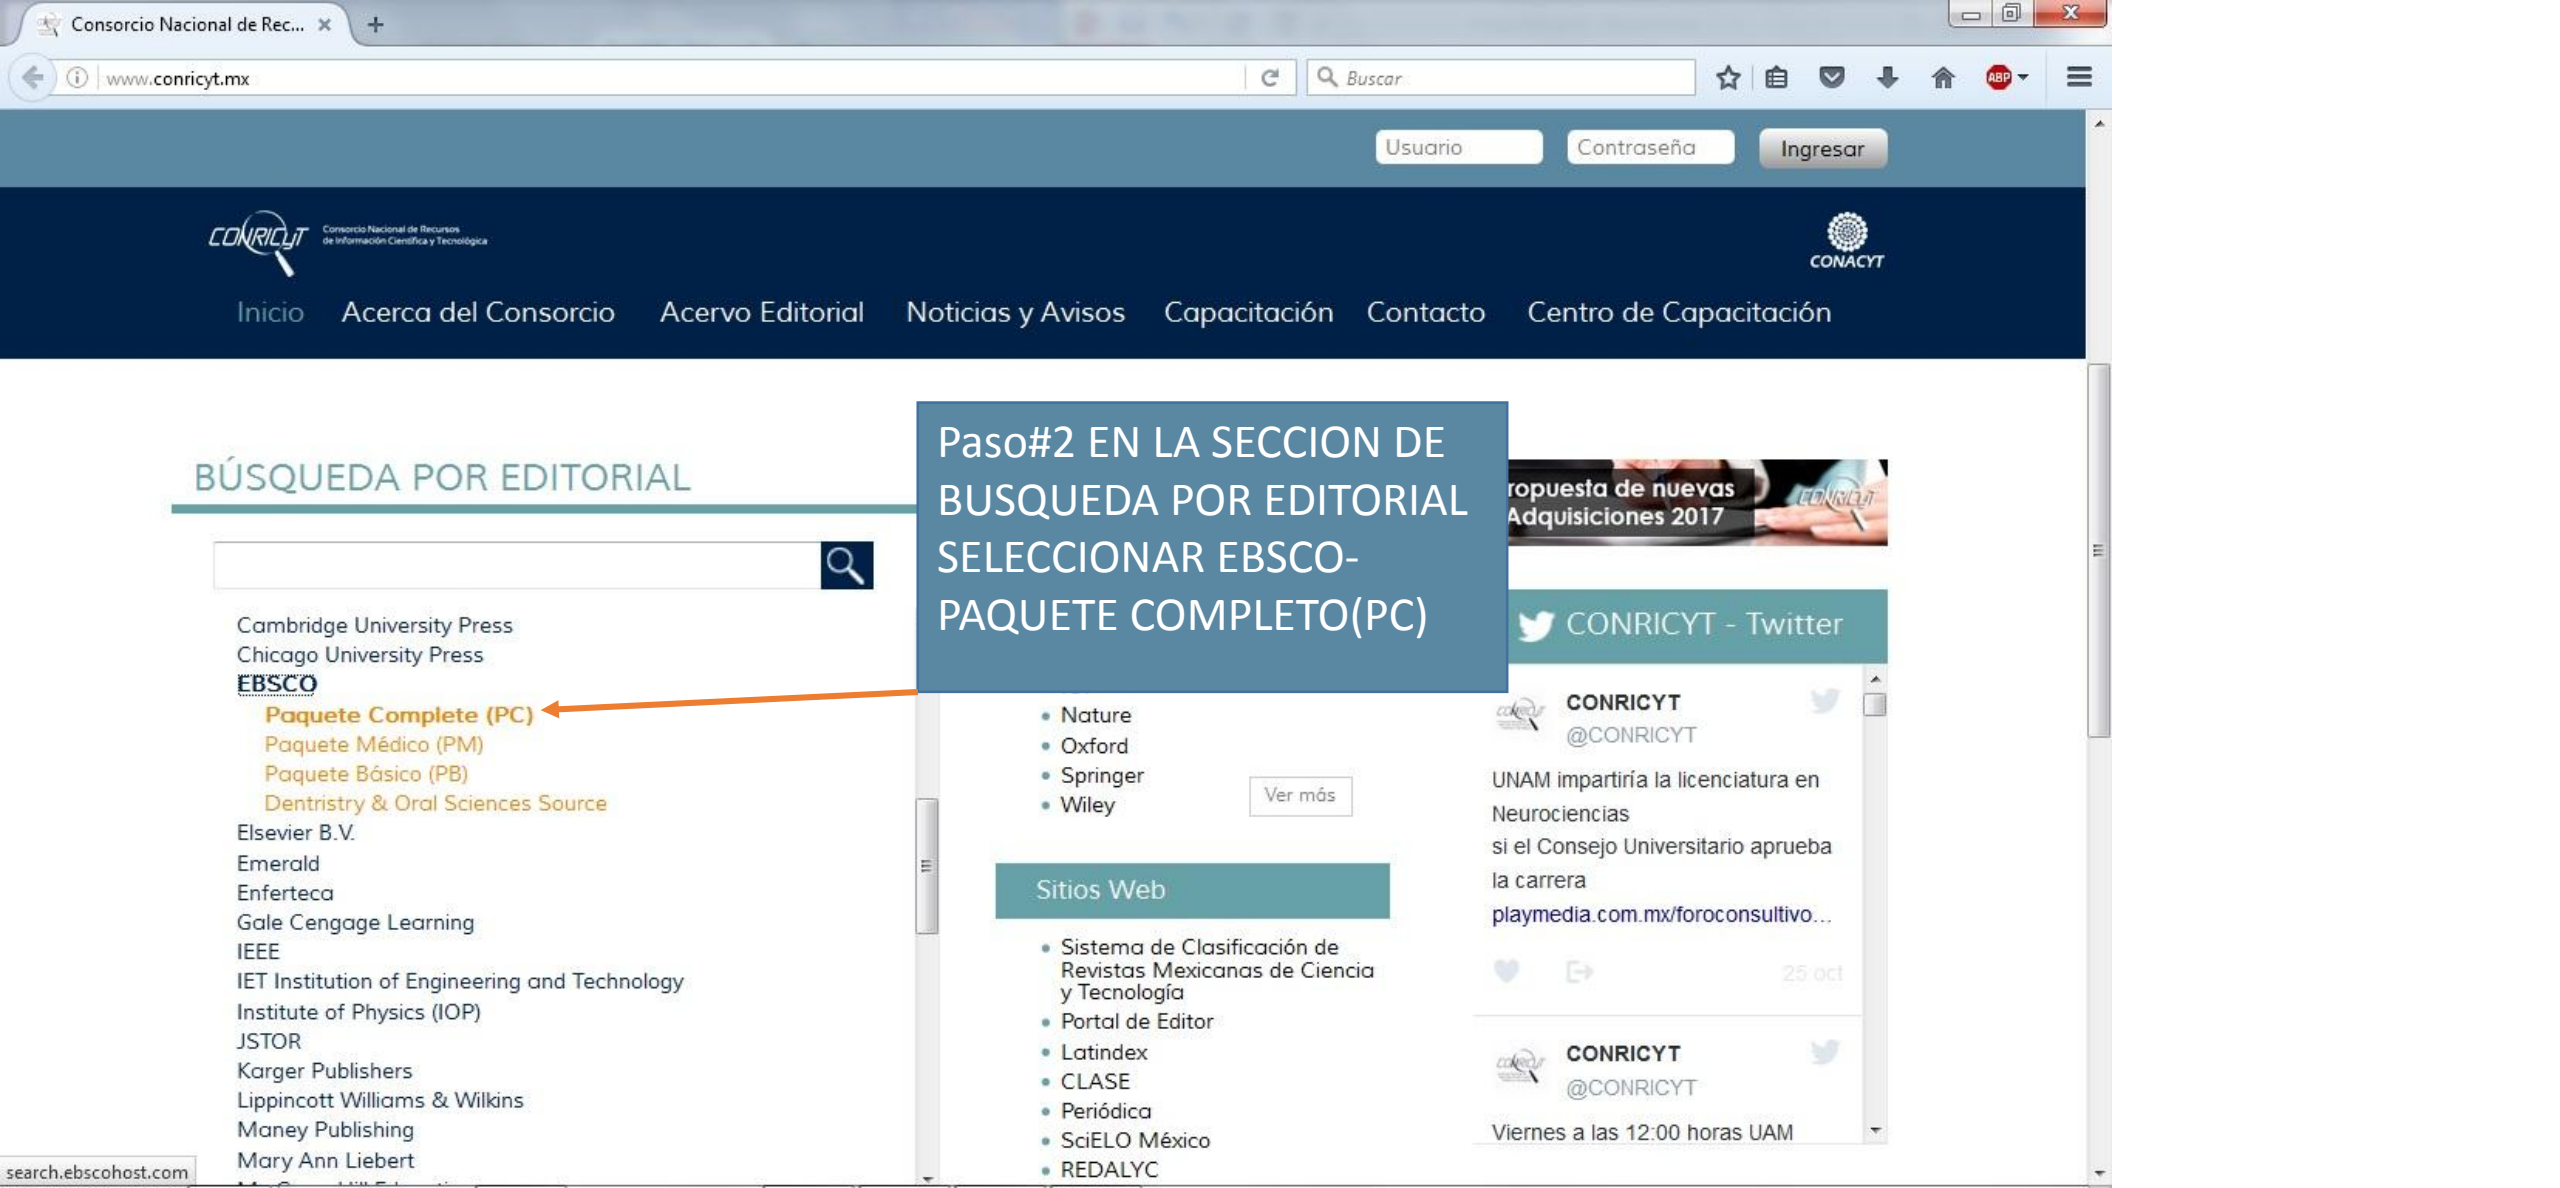 Consorcio Nacional de Rec...
www.conricyt.mx
Buscar
ABP
Usuario
Contraseña
Ingresar
CONRICYT
Consorcio Nacional de Recursos
de Información Científica y Tecnológica
CONACYT
Inicio Acerca del Consorcio Acervo Editorial Noticias y Avisos Capacitación Contacto Centro de Capacitación
BÚSQUEDA POR EDITORIAL
Cambridge University Press
Chicago University Press
EBSCO
Paquete Complete (PC)
Paquete Médico (PM)
Paquete Básico (PB)
Dentristry & Oral Sciences Source
Elsevier B.V.
Emerald
Enferteca
Gale Cengage Learning
IEEE
IET Institution of Engineering and Technology
Institute of Physics (IOP)
JSTOR
Karger Publishers
Lippincott Williams & Wilkins
Maney Publishing
Mary Ann Liebert
search.ebscohost.com
Paso#2 EN LA SECCION DE
BUSQUEDA POR EDITORIAL
SELECCIONAR EBSCO-
PAQUETE COMPLETO(PC)
Nature
Oxford
Springer
Wiley
Ver más
Sitios Web
Sistema de Clasificación de
Revistas Mexicanas de Ciencia
y Tecnología
Portal de Editor
Latindex
CLASE
Periódica
SciELO México
REDALYC
ropuesta de nuevas
Adquisiciones 2017
CONRICYT
CONRICYT - Twitter
CONRICYT
@CONRICYT
UNAM impartiría la licenciatura en
Neurociencias
si el Consejo Universitario aprueba
la carrera
playmedia.com.mx/foroconsultivo...
25 oct
CONRICYT
@CONRICYT
Viernes a las 12:00 horas UAM